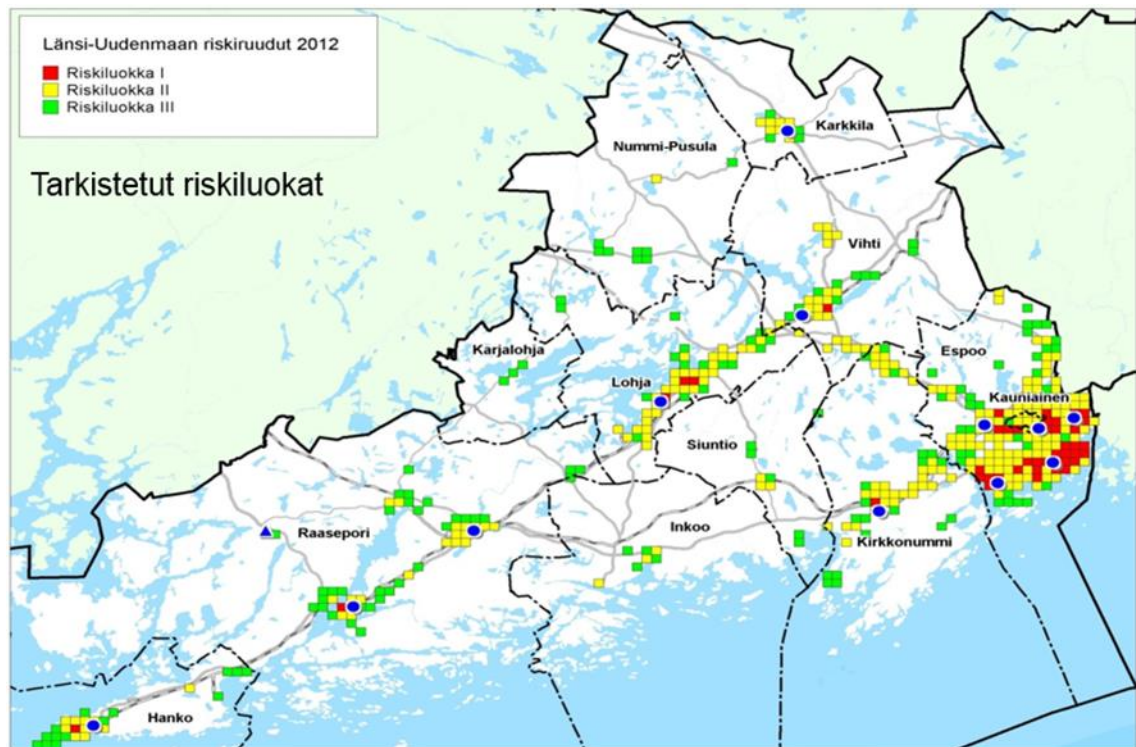 Länsi-Uudenmaan riskiruudut 2012
Riskiluokka I
Riskiluokka II
Riskiluokka III
Tarkistetut riskiluokat
Karkkila
Nummi-Pusula
Vihti
Karjalohja
Espoo
Kauniainen
Lohja
Siuntio
Raasepori
Inkoo
Kirkkonummi
Hanko